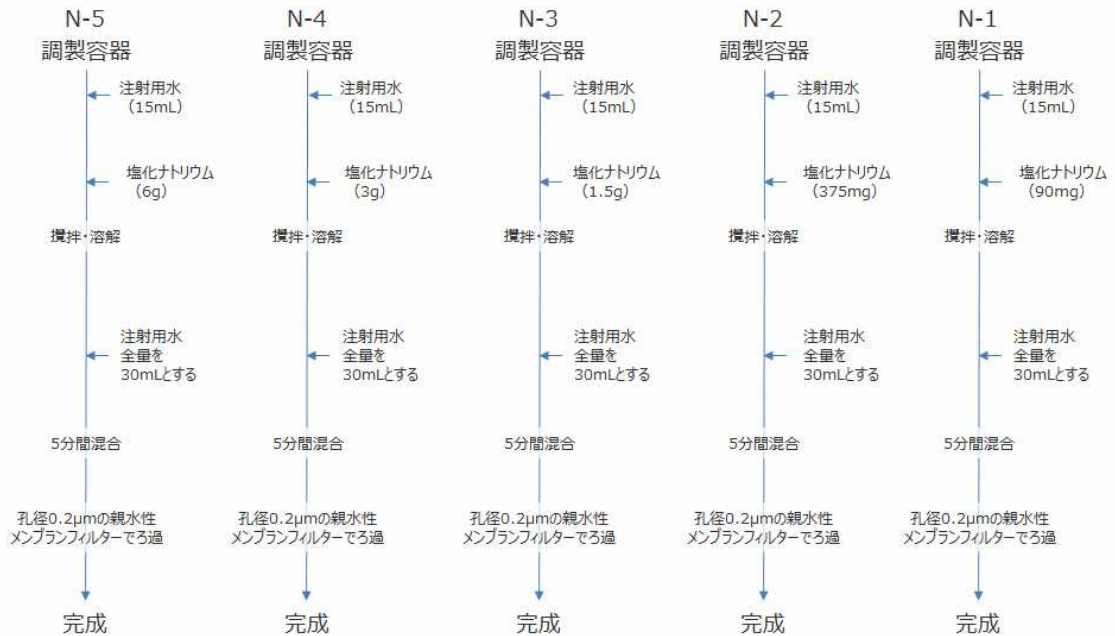 N-5
調製容器
注射用水
(15mL)
塩化ナトリウム
(6g)
攪拌・溶解
注射用水
全量を
30mLとする
5分間混合
孔径0.2μmの親水性
メンブランフィルターでろ過
完成
N-4
調製容器
注射用水
(15mL)
塩化ナトリウム
(3g)
攪拌・溶解
注射用水
全量を
30mLとする
5分間混合
孔径0.2μmの親水性
メンブランフィルターでろ過
完成
N-3
調製容器
注射用水
(15mL)
塩化ナトリウム
(1.5g)
攪拌・溶解
注射用水
全量を
30mLとする
5分間混合
孔径0.2μmの親水性
メンブランフィルターでろ過
完成
N-2
調製容器
注射用水
(15mL)
塩化ナトリウム
(375mg)
攪拌・溶解
注射用水
全量を
30mLとする
5分間混合
孔径0.2μmの親水性
メンブランフィルターでろ過
完成
N-1
調製容器
注射用水
(15mL)
塩化ナトリウム
(90mg)
攪拌・溶解
注射用水
全量を
30mLとする
5分間混合
孔径0.2μmの親水性
メンブランフィルターでろ過
完成